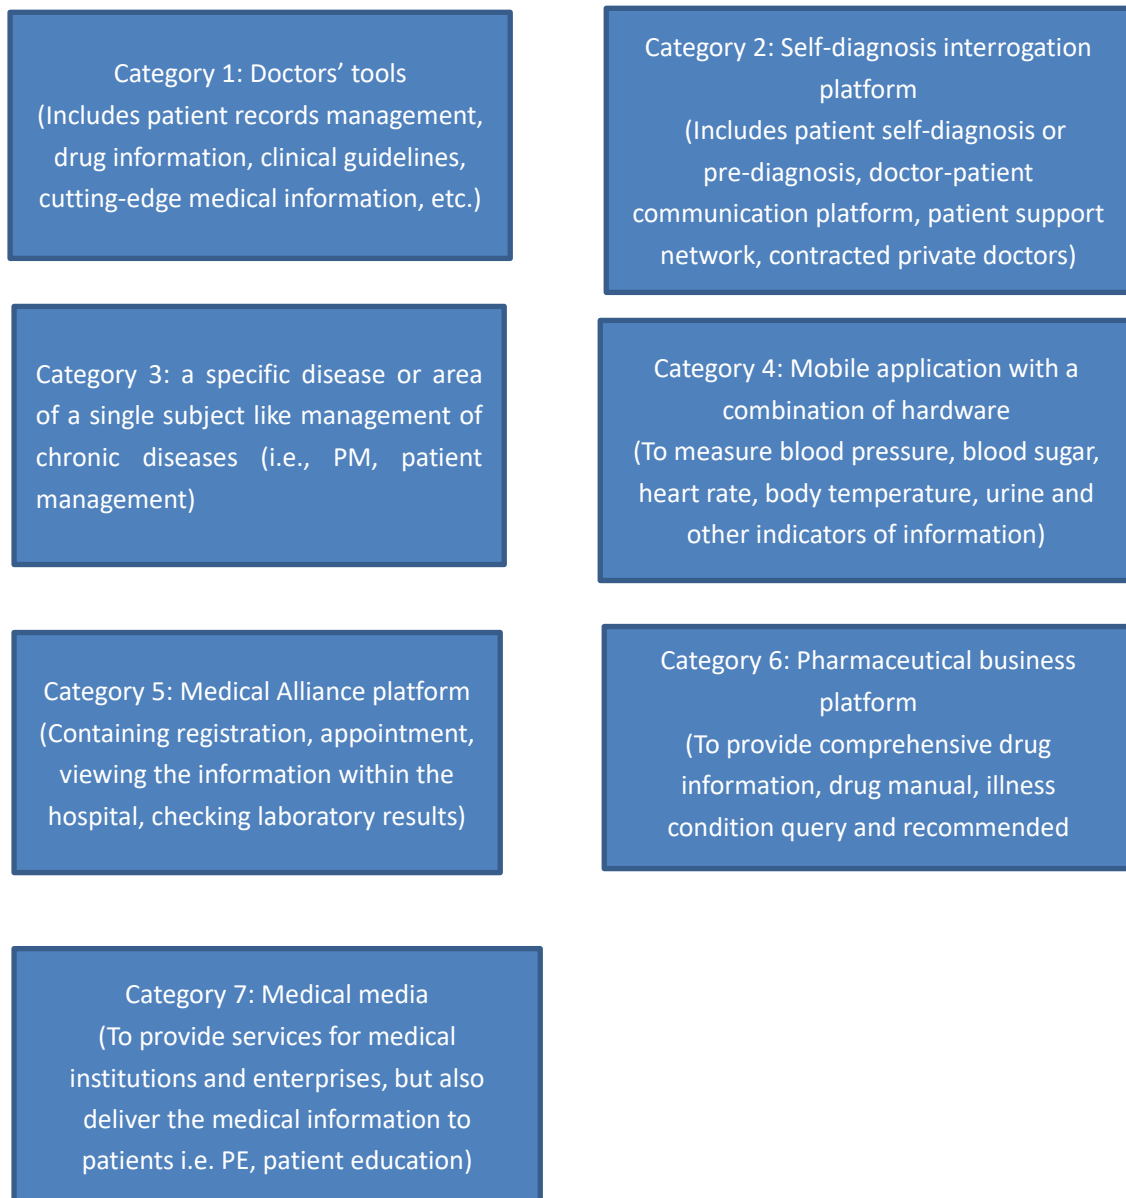 Category 1: Doctors’ tools
(Includes patient records management,
drug information, clinical guidelines,
cutting-edge medical information, etc.)
Category 2: Self-diagnosis interrogation
platform
(Includes patient self-diagnosis or
pre-diagnosis, doctor-patient
communication platform, patient support
network, contracted private doctors)
Category 3: a specific disease or area
of a single subject like management of
chronic diseases (i.e., PM, patient
management)
Category 4: Mobile application with a
combination of hardware
(To measure blood pressure, blood sugar,
heart rate, body temperature, urine and
other indicators of information)
Category 5: Medical Alliance platform
(Containing registration, appointment,
viewing the information within the
hospital, checking laboratory results)
Category 6: Pharmaceutical business
platform
(To provide comprehensive drug
information, drug manual, illness
condition query and recommended
Category 7: Medical media
(To provide services for medical
institutions and enterprises, but also
deliver the medical information to
patients i.e. PE, patient education)